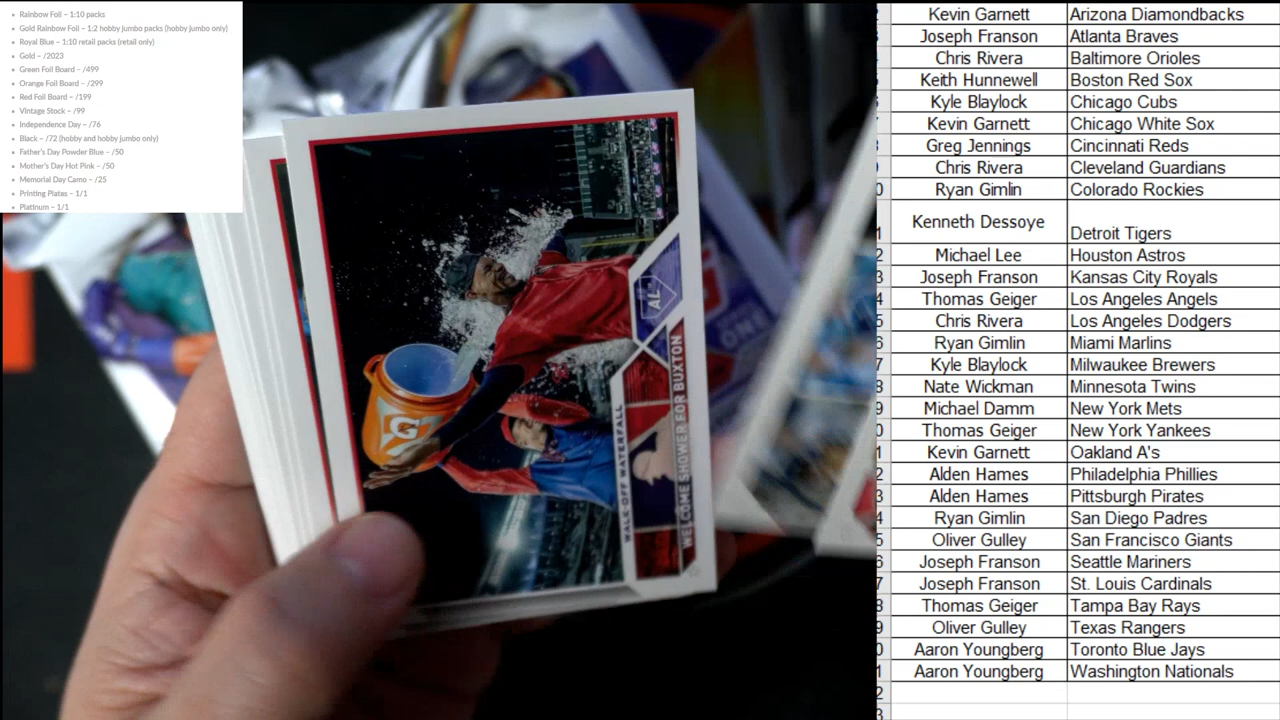 Rainbow Foil – 1:10 packs
Gold Rainbow Foil – 1:2 hobby jumbo packs (hobby jumbo only)
Royal Blue – 1:10 retail packs (retail only)
Gold – /2023
Green Foil Board – /499
Orange Foil Board – /299
Red Foil Board – /199
Vintage Stock – /99
Independence Day – /76
Black – /72 (hobby and hobby jumbo only)
Father's Day Powder Blue – /50
Mother's Day Hot Pink – /50
Memorial Day Camo – /25
Printing Plates – 1/1
Platinum – 1/1
G
AL
WALK-OFF WATERFALL
WELCOME SHOWER FOR BUXTON
ONE
Kevin Garnett Arizona Diamondbacks
Joseph Franson Atlanta Braves
Chris Rivera Baltimore Orioles
Keith Hunnewell Boston Red Sox
Kyle Blaylock Chicago Cubs
Kevin Garnett Chicago White Sox
Greg Jennings Cincinnati Reds
Chris Rivera Cleveland Guardians
Ryan Gimlin Colorado Rockies
Kenneth Dessoye Detroit Tigers
Michael Lee Houston Astros
Joseph Franson Kansas City Royals
Thomas Geiger Los Angeles Angels
Chris Rivera Los Angeles Dodgers
Ryan Gimlin Miami Marlins
Kyle Blaylock Milwaukee Brewers
Nate Wickman Minnesota Twins
Michael Damm New York Mets
Thomas Geiger New York Yankees
Kevin Garnett Oakland A's
Alden Hames Philadelphia Phillies
Alden Hames Pittsburgh Pirates
Ryan Gimlin San Diego Padres
Oliver Gulley San Francisco Giants
Joseph Franson Seattle Mariners
Joseph Franson St. Louis Cardinals
Thomas Geiger Tampa Bay Rays
Oliver Gulley Texas Rangers
Aaron Youngberg Toronto Blue Jays
Aaron Youngberg Washington Nationals